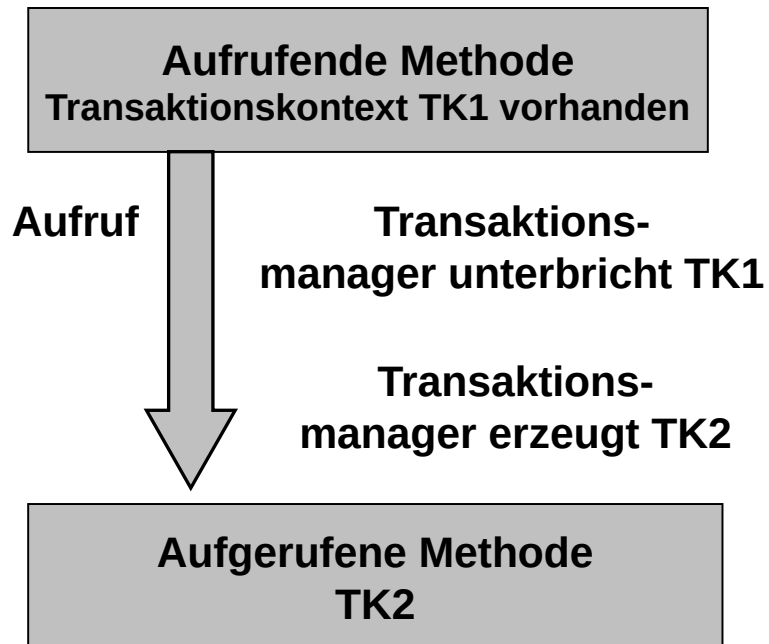 Aufrufende Methode
Transaktionskontext TK1 vorhanden
Aufruf
Transaktions-
manager unterbricht TK1
Transaktions-
manager erzeugt TK2
Aufgerufene Methode
TK2